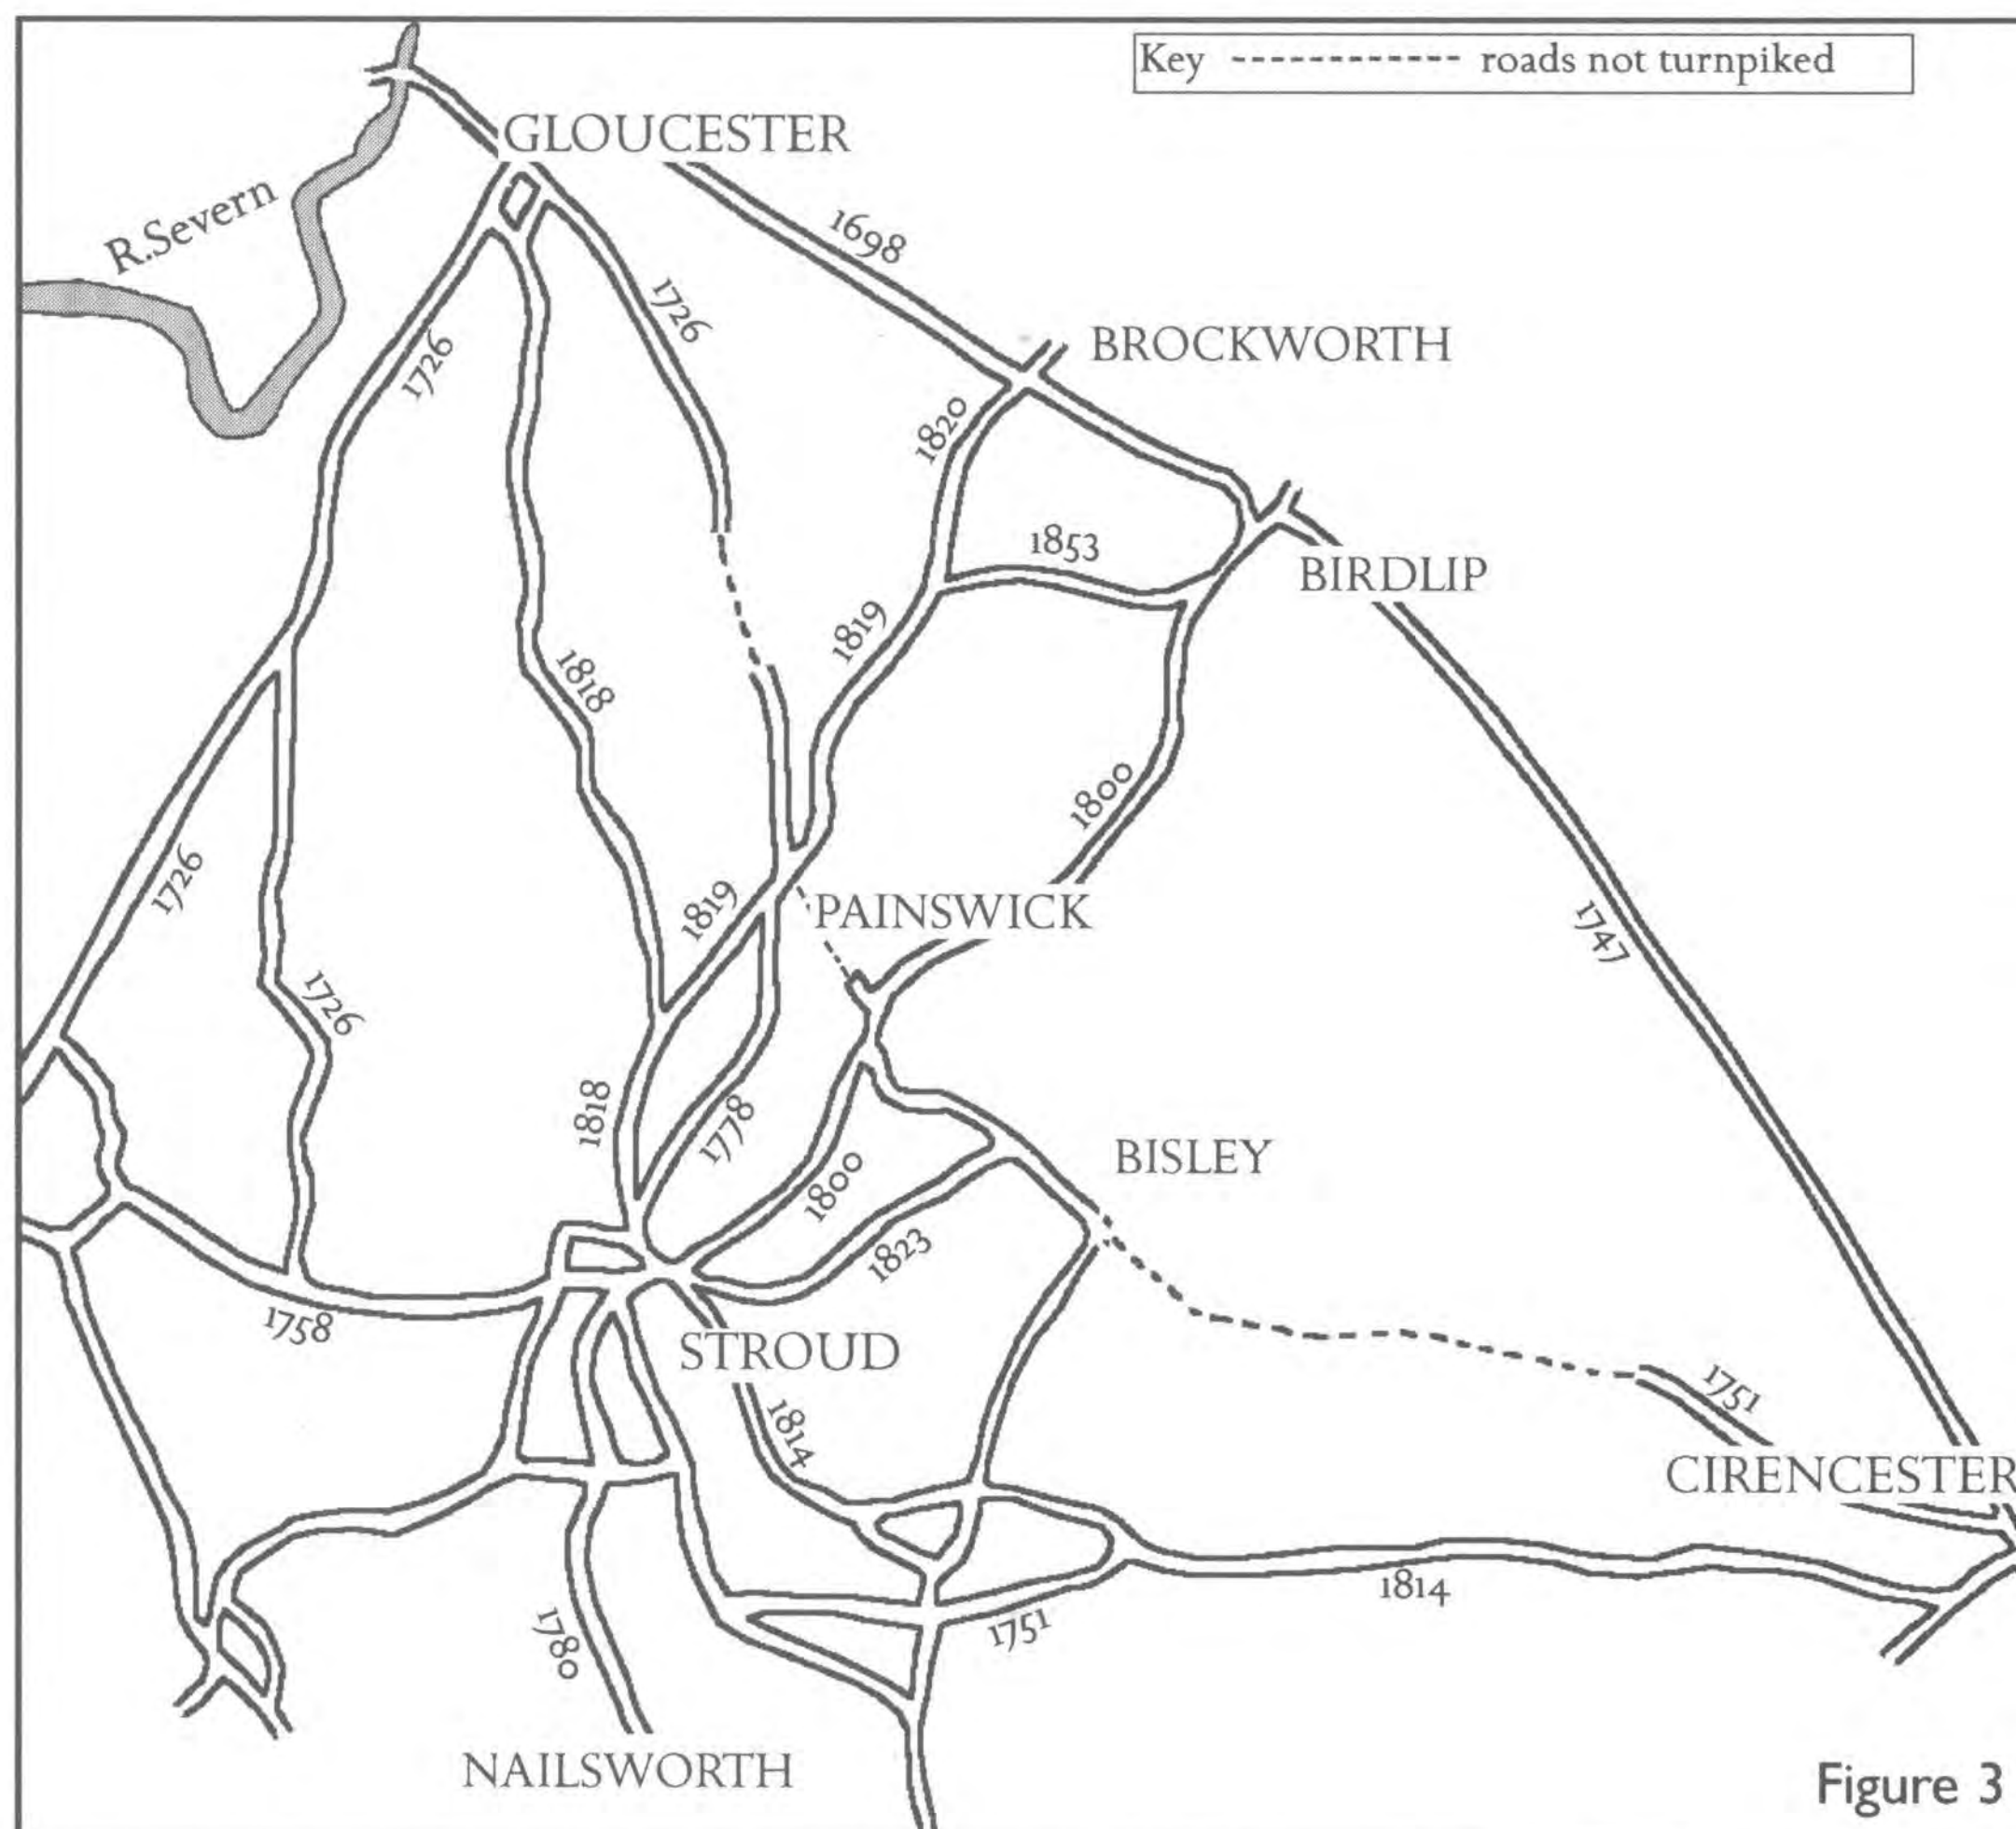 Key ------------ roads not turnpiked
GLOUCESTER
R.Severn
1698
1726
1726
BROCKWORTH
1820
1853
BIRDLIP
1819
1818
1800
1726
1819
PAINSWICK
1747
1726
1818
1778
BISLEY
1800
1823
1758
STROUD
1751
1814
CIRENCESTER
1814
1751
1780
NAILSWORTH
Figure 3